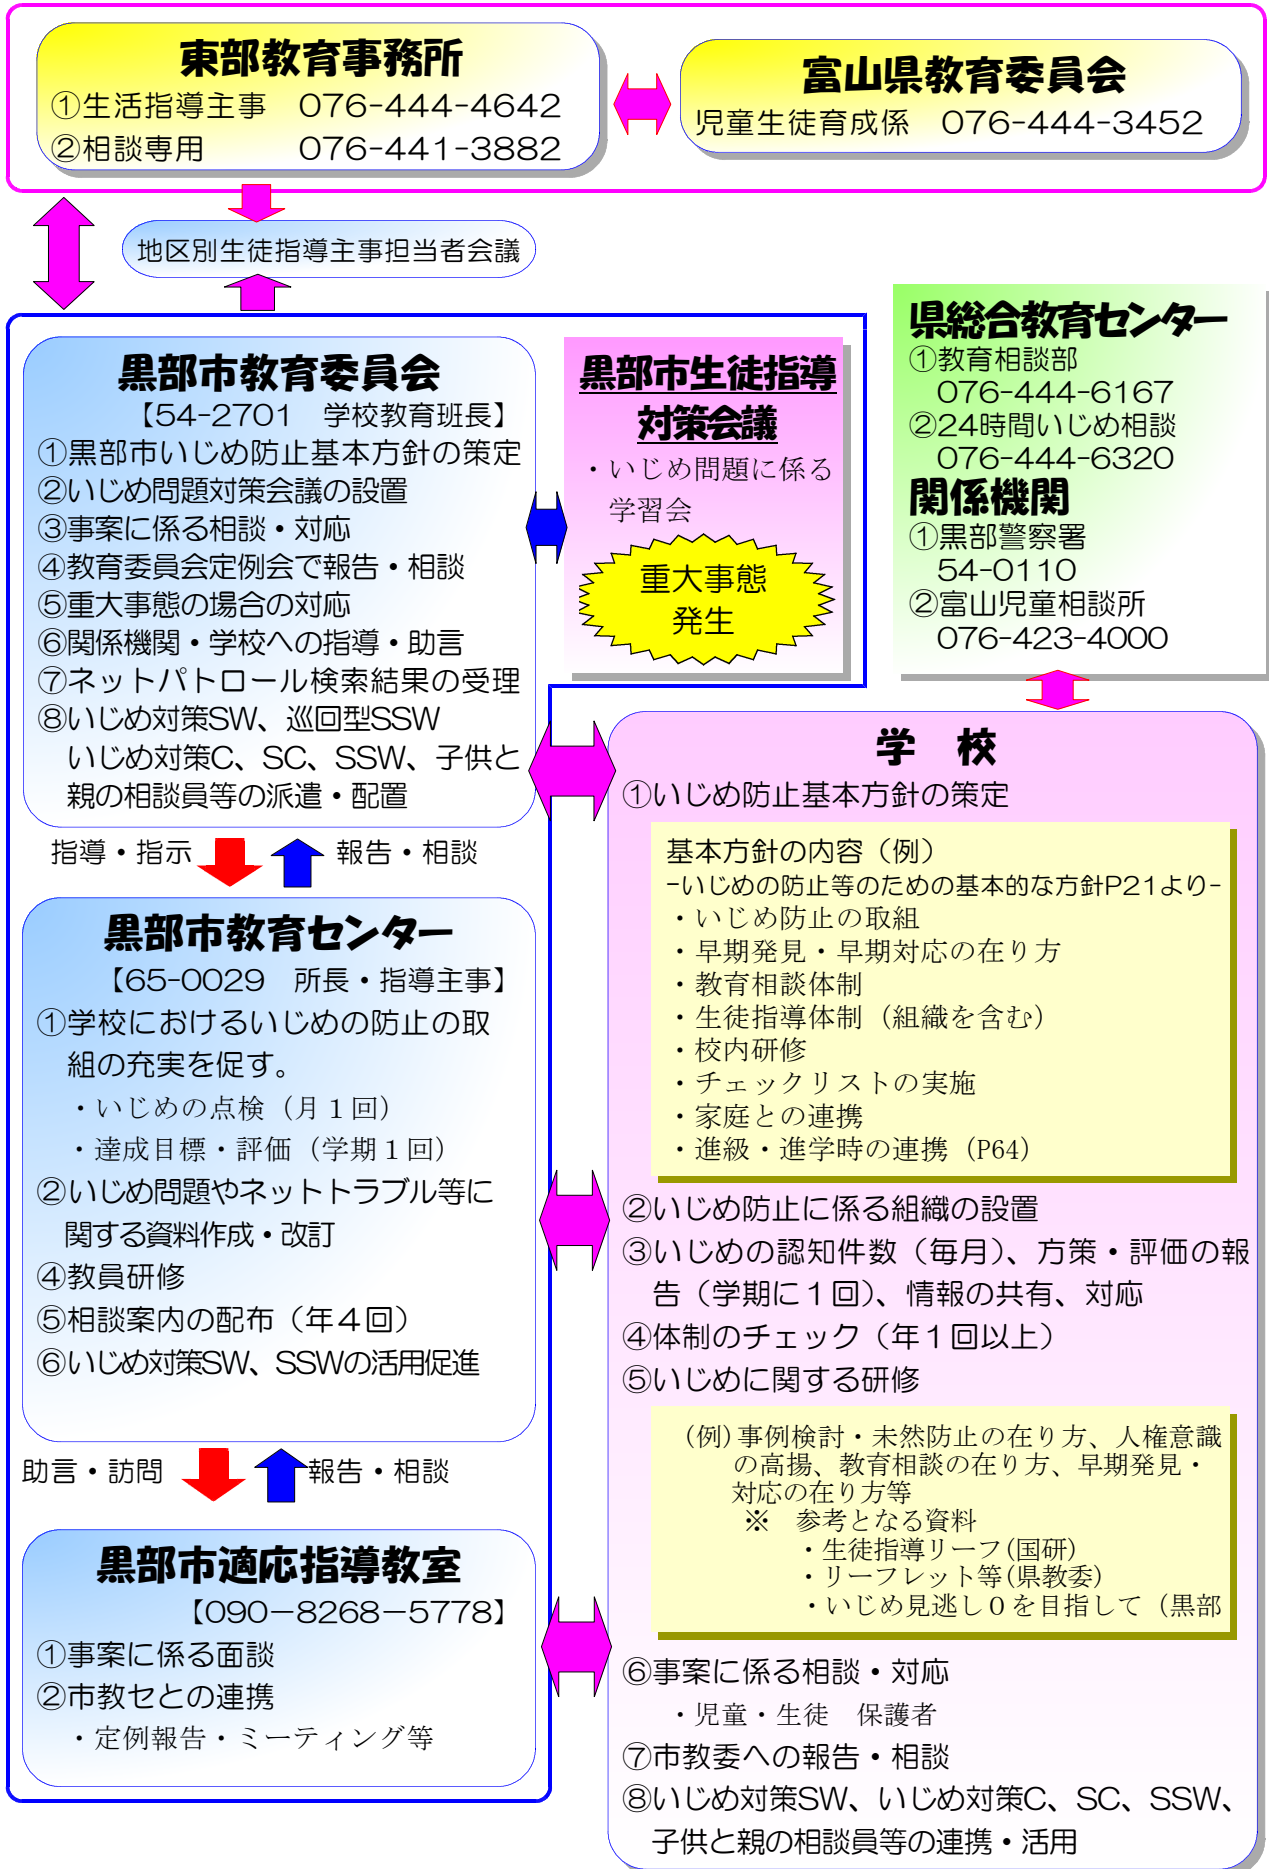 東部教育事務所
①生活指導主事　076-444-4642
②相談専用　　　076-441-3882
富山県教育委員会
児童生徒育成係　076-444-3452
地区別生徒指導主事担当者会議
黒部市教育委員会
【54-2701　学校教育班長】
①黒部市いじめ防止基本方針の策定
②いじめ問題対策会議の設置
③事案に係る相談・対応
④教育委員会定例会で報告・相談
⑤重大事態の場合の対応
⑥関係機関・学校への指導・助言
⑦ネットパトロール検索結果の受理
⑧いじめ対策SW、巡回型SSW
いじめ対策C、SC、SSW、子供と
親の相談員等の派遣・配置
黒部市生徒指導
対策会議
・いじめ問題に係る
学習会
重大事態
発生
県総合教育センター
①教育相談部
076-444-6167
②24時間いじめ相談
076-444-6320
関係機関
①黒部警察署
54-0110
②富山児童相談所
076-423-4000
指導・指示
報告・相談
黒部市教育センター
【65-0029　所長・指導主事】
①学校におけるいじめの防止の取
組の充実を促す。
・いじめの点検（月１回）
・達成目標・評価（学期１回）
②いじめ問題やネットトラブル等に
関する資料作成・改訂
④教員研修
⑤相談案内の配布（年４回）
⑥いじめ対策SW、SSWの活用促進
助言・訪問
報告・相談
黒部市適応指導教室
【090－8268－5778】
①事案に係る面談
②市教セとの連携
・定例報告・ミーティング等
学　校
①いじめ防止基本方針の策定
基本方針の内容（例）
-いじめの防止等のための基本的な方針P21より-
・いじめ防止の取組
・早期発見・早期対応の在り方
・教育相談体制
・生徒指導体制（組織を含む）
・校内研修
・チェックリストの実施
・家庭との連携
・進級・進学時の連携（P64）
②いじめ防止に係る組織の設置
③いじめの認知件数（毎月）、方策・評価の報
告（学期に１回）、情報の共有、対応
④体制のチェック（年１回以上）
⑤いじめに関する研修
（例）事例検討・未然防止の在り方、人権意識
の高揚、教育相談の在り方、早期発見・
対応の在り方等
※　参考となる資料
・生徒指導リーフ（国研）
・リーフレット等（県教委）
・いじめ見逃し０を目指して（黒部
⑥事案に係る相談・対応
・児童・生徒　保護者
⑦市教委への報告・相談
⑧いじめ対策SW、いじめ対策C、SC、SSW、
子供と親の相談員等の連携・活用